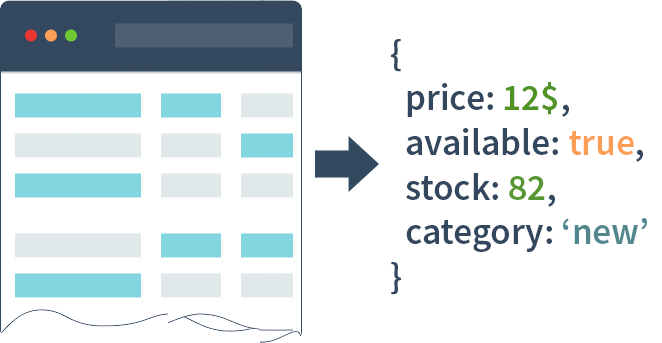 {
price: 12$,
available: true,
stock: 82,
category: ‘new’
}